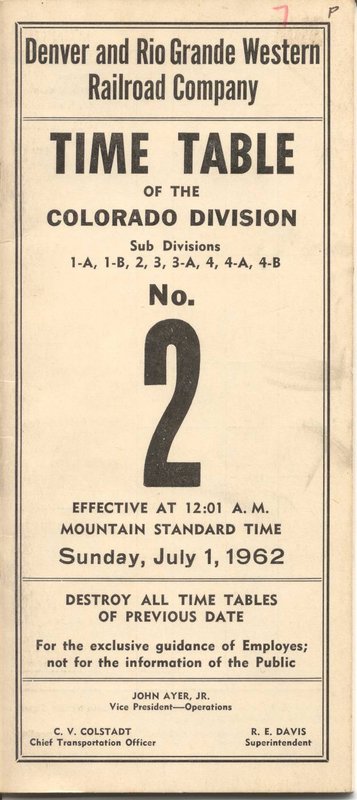 7
P
Denver and Rio Grande Western
Railroad Company
TIME TABLE
OF THE
COLORADO DIVISION
Sub Divisions
1-A, 1-B, 2, 3, 3-A, 4, 4-A, 4-B
No.
2
EFFECTIVE AT 12:01 A. M.
MOUNTAIN STANDARD TIME
Sunday, July 1, 1962
DESTROY ALL TIME TABLES
OF PREVIOUS DATE
For the exclusive guidance of Employes;
not for the information of the Public
JOHN AYER, JR.
Vice President—Operations
C. V. COLSTADT
Chief Transportation Officer
R. E. DAVIS
Superintendent